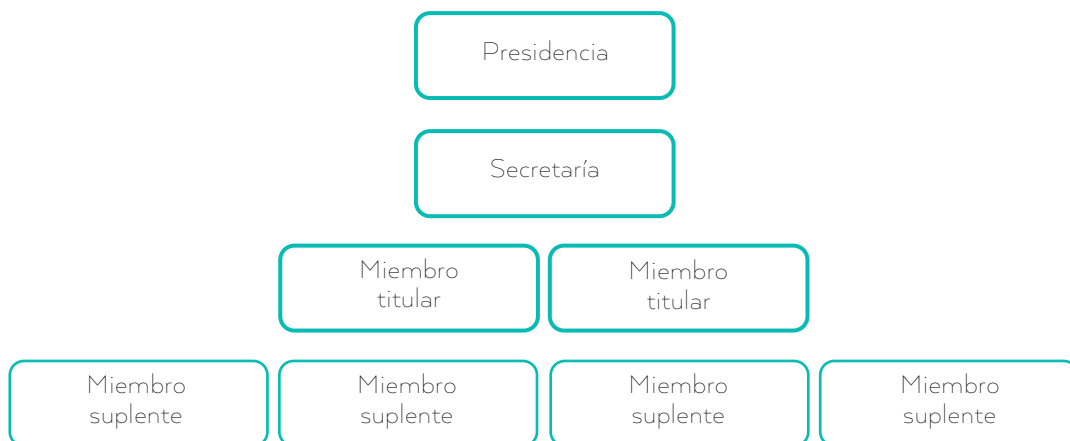 Presidencia
Secretaría
Miembro
titular
Miembro
titular
Miembro
suplente
Miembro
suplente
Miembro
suplente
Miembro
suplente